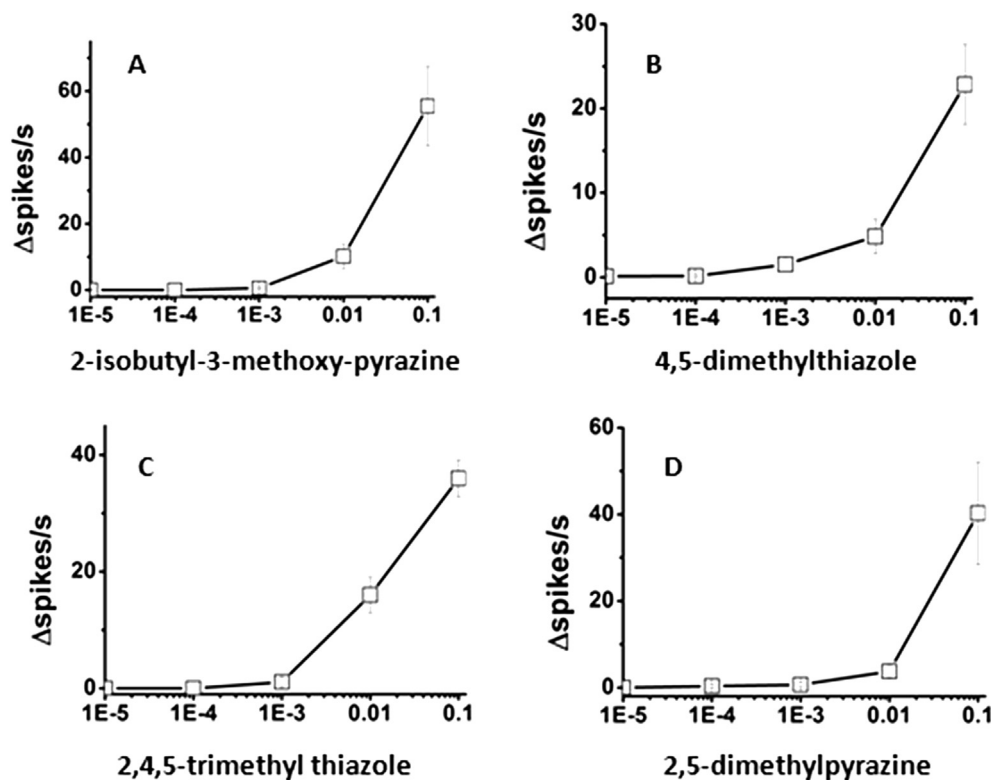 A
Δspikes/s
60
40
20
0
1E-5 1E-4 1E-3 0.01 0.1
2-isobutyl-3-methoxy-pyrazine
B
Δspikes/s
30
20
10
0
1E-5 1E-4 1E-3 0.01 0.1
4,5-dimethylthiazole
C
Δspikes/s
40
20
0
1E-5 1E-4 1E-3 0.01 0.1
2,4,5-trimethyl thiazole
D
Δspikes/s
60
40
20
0
1E-5 1E-4 1E-3 0.01 0.1
2,5-dimethylpyrazine